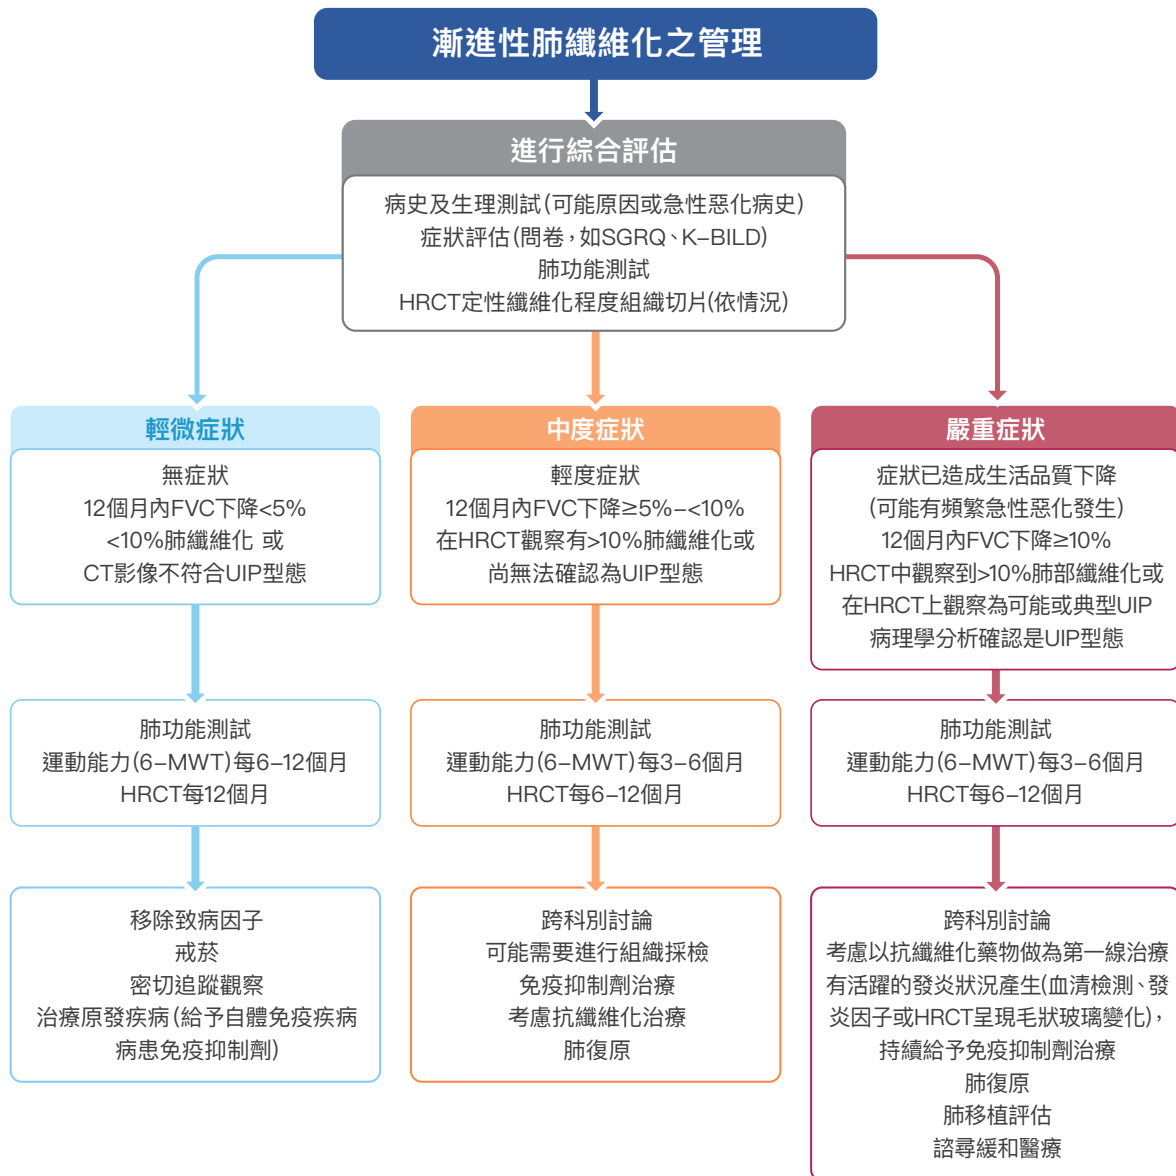 漸進性肺纖維化之管理
進行綜合評估
病史及生理測試(可能原因或急性惡化病史)
症狀評估(問卷，如SGRQ、K-BILD)
肺功能測試
HRCT定性纖維化程度組織切片(依情況)
輕微症狀
無症狀
12個月內FVC下降<5%
<10%肺纖維化 或
CT影像不符合UIP型態
肺功能測試
運動能力(6-MWT)每6-12個月
HRCT每12個月
移除致病因子
戒菸
密切追蹤觀察
治療原發疾病(給予自體免疫疾病
病患免疫抑制劑)
中度症狀
輕度症狀
12個月內FVC下降≥5%-<10%
在HRCT觀察有>10%肺纖維化或
尚無法確認為UIP型態
肺功能測試
運動能力(6-MWT)每3-6個月
HRCT每6-12個月
跨科別討論
可能需要進行組織採檢
免疫抑制劑治療
考慮抗纖維化治療
肺復原
嚴重症狀
症狀已造成生活品質下降
(可能有頻繁急性惡化發生)
12個月內FVC下降≥10%
HRCT中觀察到>10%肺部纖維化或
在HRCT上觀察為可能或典型UIP
病理學分析確認是UIP型態
肺功能測試
運動能力(6-MWT)每3-6個月
HRCT每6-12個月
跨科別討論
考慮以抗纖維化藥物做為第一線治療
有活躍的發炎狀況產生(血清檢測、發
炎因子或HRCT呈現毛狀玻璃變化)，
持續給予免疫抑制劑治療
肺復原
肺移植評估
諮尋緩和醫療